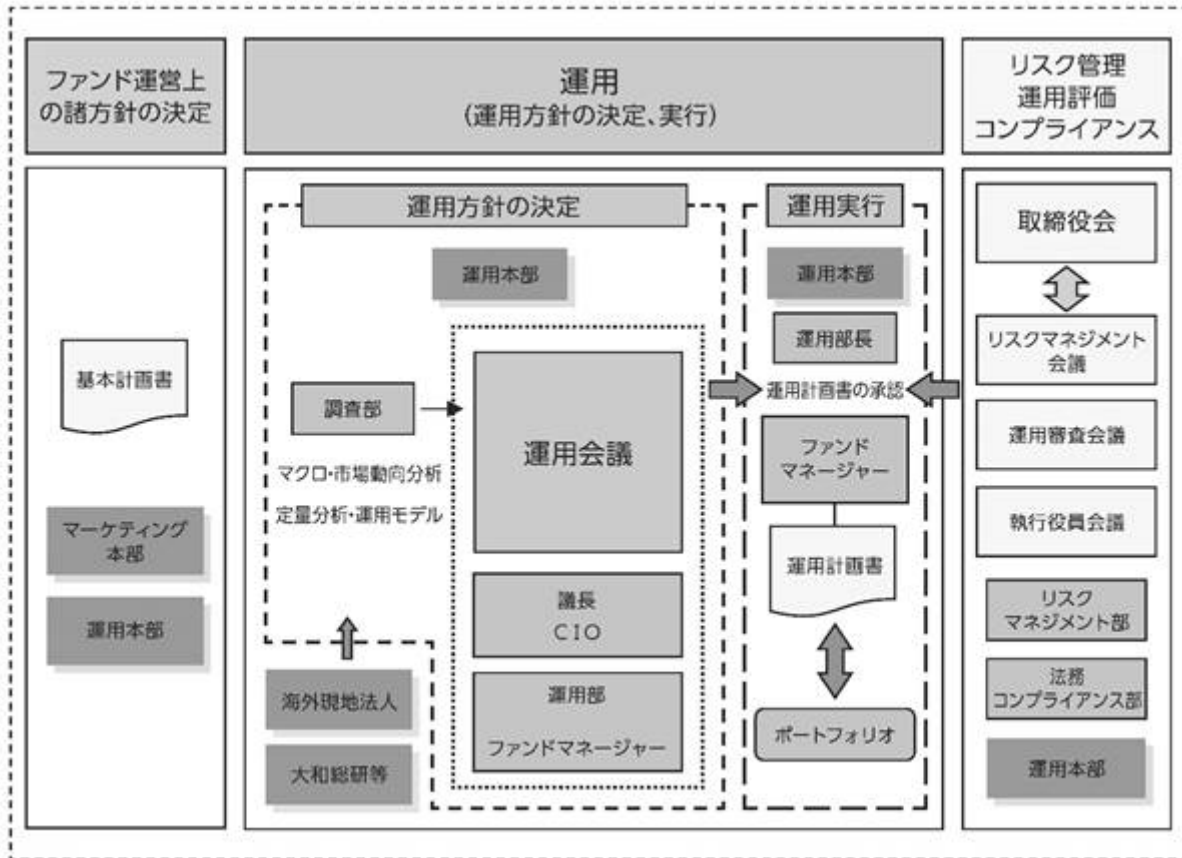 ファンド運営上
の諸方針の決定
運用
(運用方針の決定、実行)
リスク管理
運用評価
コンプライアンス
基本計画書
マーケティング
本部
運用本部
運用方針の決定
運用本部
調査部
マクロ・市場動向分析
定量分析・運用モデル
運用会議
議長
CIO
運用部
ファンドマネージャー
海外現地法人
大和総研等
運用実行
運用本部
運用部長
運用計画書の承認
ファンド
マネージャー
運用計画書
ポートフォリオ
取締役会
リスクマネジメント
会議
運用審査会議
執行役員会議
リスク
マネジメント部
法務
コンプライアンス部
運用本部